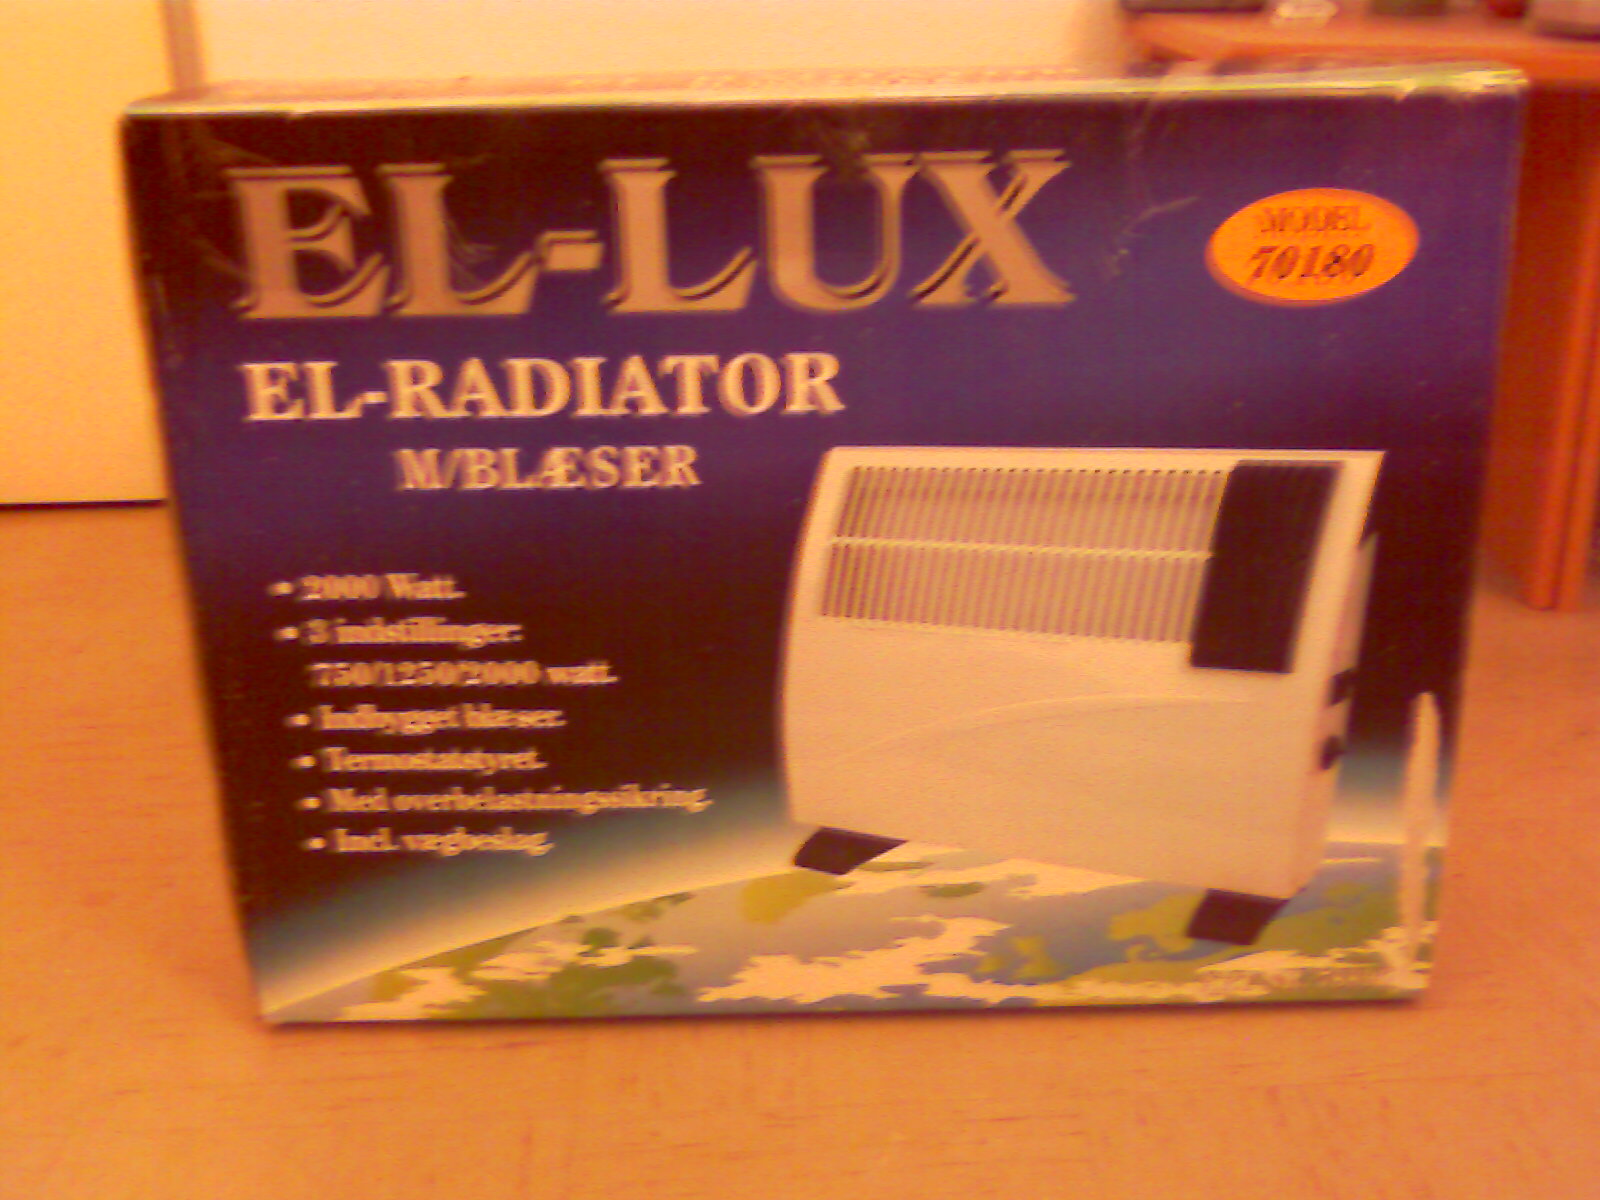 EL-LUX
MODEL
70180
EL-RADIATOR
M/BLÆSER
• 2000 Watt.
• 3 indstillinger:
750/1250/2000 watt.
• Indbygget blæser.
• Termostatstyret.
• Med overbelastningssikring.
• Incl. vægbeslag.